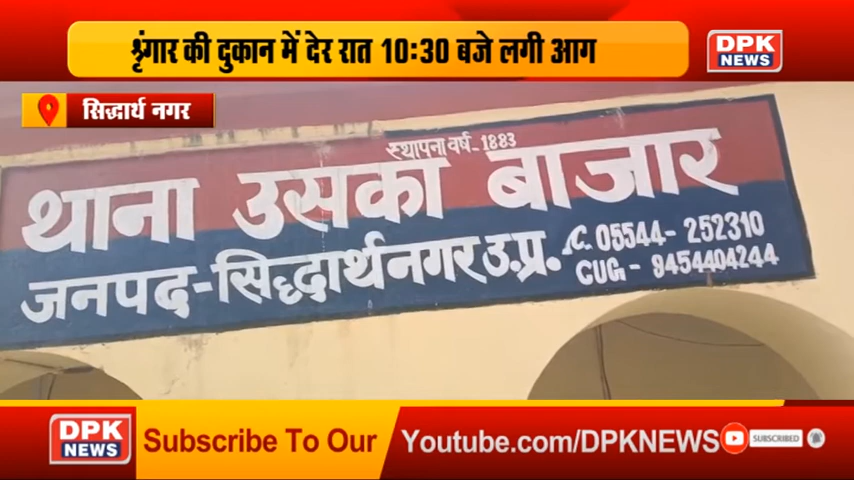 श्रृंगार की दुकान में देर रात 10:30 बजे लगी आग
DPK
NEWS
सिद्धार्थ नगर
स्थापना वर्ष - 1883
थाना उसका बाजार
जनपद-सिद्धार्थनगर उ.प्र.
C. 05544-252310
CUG- 9454404244
DPK
NEWS
Subscribe To Our
Youtube.com/DPKNEWS
SUBSCRIBED